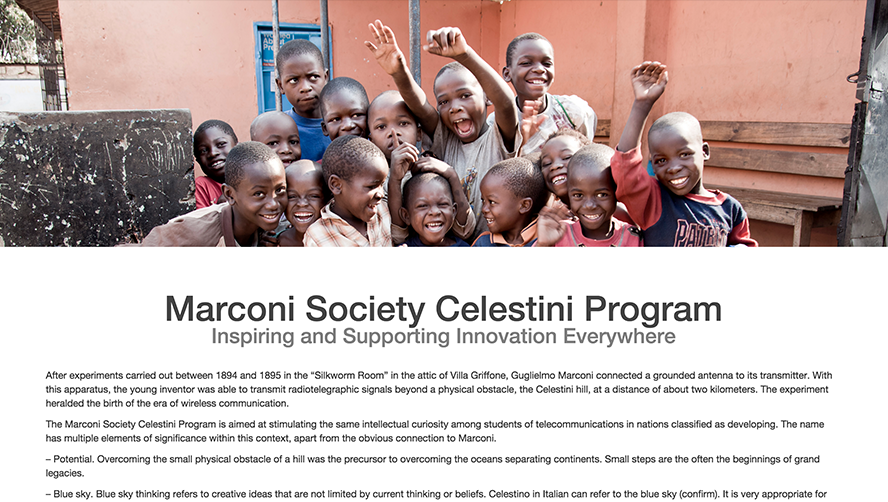 PATR
Marconi Society Celestini Program
Inspiring and Supporting Innovation Everywhere
After experiments carried out between 1894 and 1895 in the “Silkworm Room” in the attic of Villa Griffone, Guglielmo Marconi connected a grounded antenna to its transmitter. With
this apparatus, the young inventor was able to transmit radiotelegraphic signals beyond a physical obstacle, the Celestini hill, at a distance of about two kilometers. The experiment
heralded the birth of the era of wireless communication.
The Marconi Society Celestini Program is aimed at stimulating the same intellectual curiosity among students of telecommunications in nations classified as developing. The name
has multiple elements of significance within this context, apart from the obvious connection to Marconi.
– Potential. Overcoming the small physical obstacle of a hill was the precursor to overcoming the oceans separating continents. Small steps are the often the beginnings of grand
legacies.
– Blue sky. Blue sky thinking refers to creative ideas that are not limited by current thinking or beliefs. Celestino in Italian can refer to the blue sky (confirm). It is very appropriate for